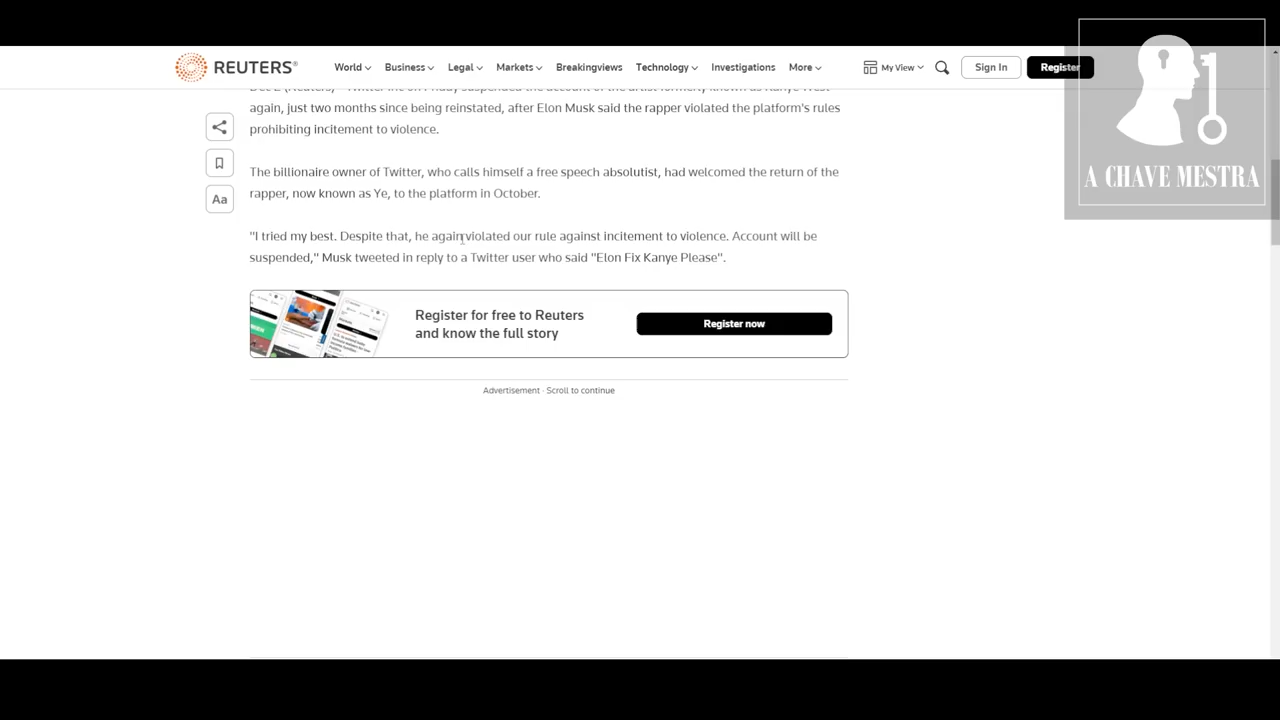 REUTERS®
World
Business
Legal
Markets
Breakingviews
Technology
Investigations
More
My View
Sign In
Register
A CHAVE MESTRA
again, just two months since being reinstated, after Elon Musk said the rapper violated the platform's rules
prohibiting incitement to violence.
The billionaire owner of Twitter, who calls himself a free speech absolutist, had welcomed the return of the
rapper, now known as Ye, to the platform in October.
Aa
"I tried my best. Despite that, he again violated our rule against incitement to violence. Account will be
suspended," Musk tweeted in reply to a Twitter user who said "Elon Fix Kanye Please".
Register for free to Reuters
and know the full story
Register now
Advertisement · Scroll to continue